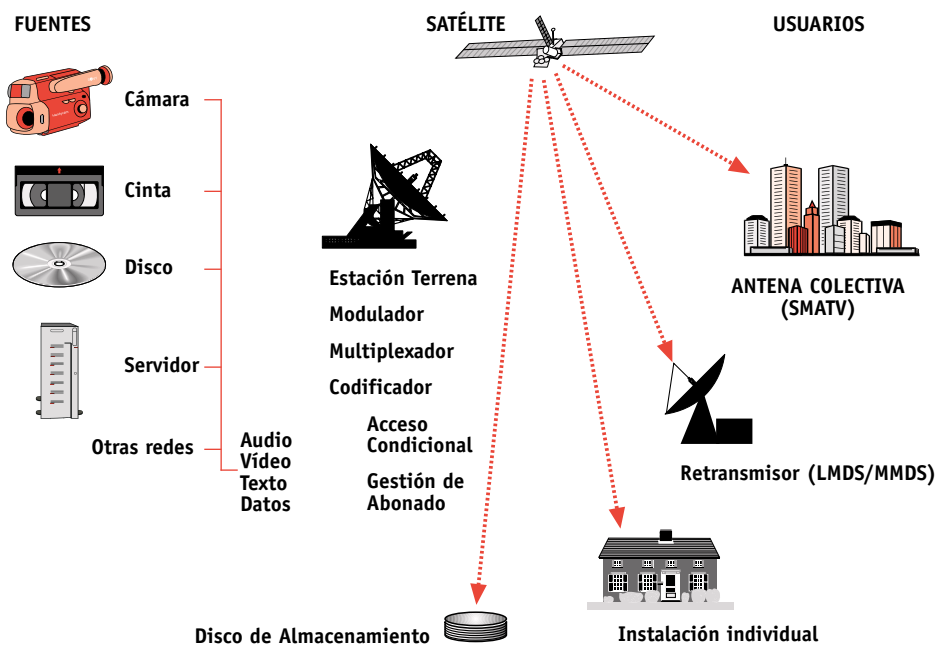 FUENTES
SATÉLITE
USUARIOS
Cámara
Cinta
Disco
Servidor
Otras redes
Audio
Vídeo
Texto
Datos
Estación Terrena
Modulador
Multiplexador
Codificador
Acceso
Condicional
Gestión de
Abonado
ANTENA COLECTIVA
(SMATV)
Retransmisor (LMDS/MMDS)
Instalación individual
Disco de Almacenamiento